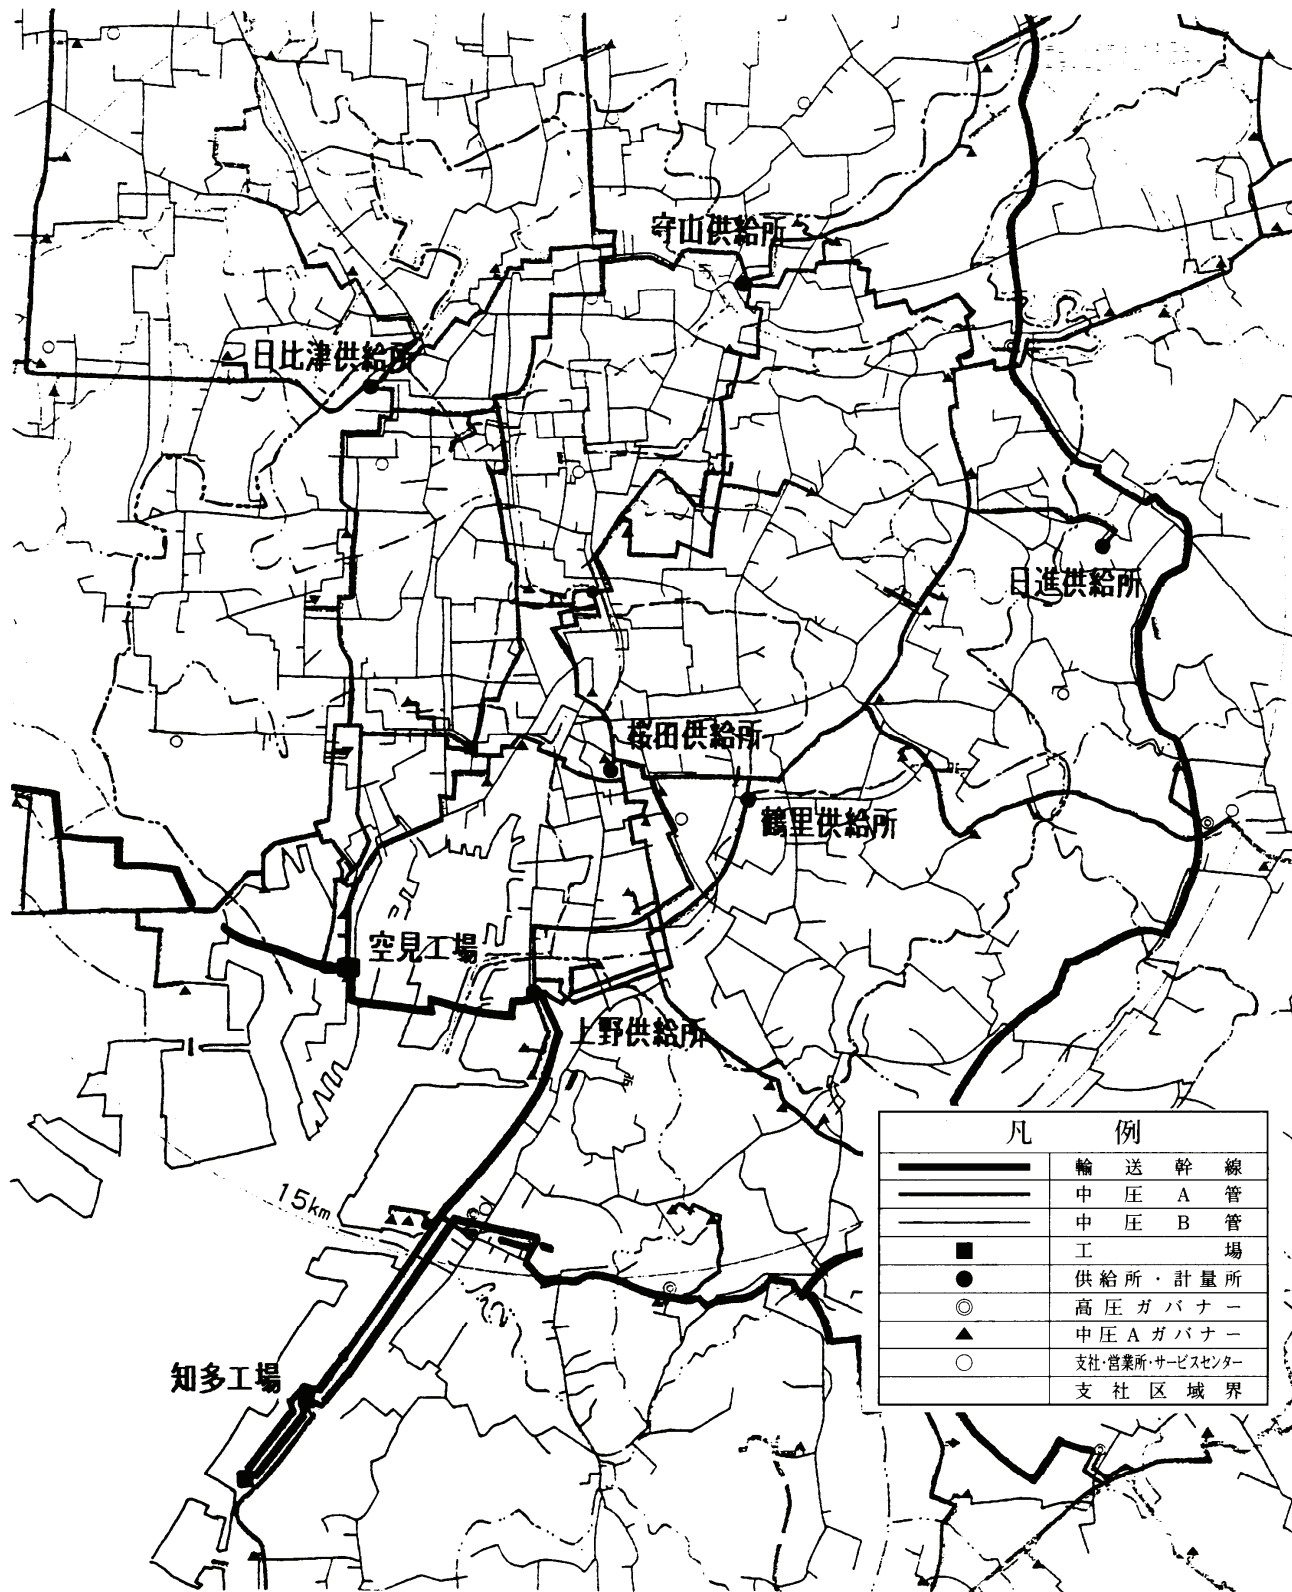 守山供給所
日比津供給所
日進供給所
桜田供給所
鶴里供給所
空見工場
上野供給所
15km
知多工場
凡例
輸送幹線
中圧A管
中圧B管
工場
供給所・計量所
高圧ガバナー
中圧Aガバナー
支社・営業所・サービスセンター
支社区域界